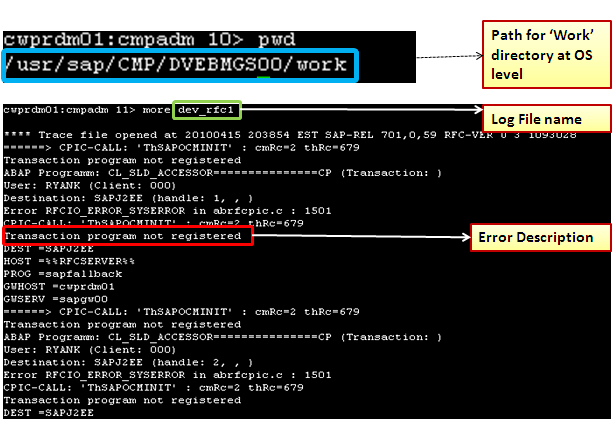 cwprdm01:cmpadm 10> pwd
/usr/sap/CMP/DVEBMGS00/work
Path for ‘Work’
directory at OS
level
cwprdm01:cmpadm 11> more dev_rfc1
Log File name
**** Trace file opened at 20100415 203854 EST SAP-REL 701,0,59 RFC-VER U 3 1093028
======> CPIC-CALL: 'ThSAPOCMINIT' : cmRc=2 thRc=679
Transaction program not registered
ABAP Programm: CL_SLD_ACCESSOR================CP (Transaction: )
User: RYANK (Client: 000)
Destination: SAPJ2EE (handle: 1, , )
Error RFCIO_ERROR_SYSERROR in abrfcpic.c : 1501
CPIC-CALL: 'ThSAPOCMINIT' : cmRc=2 thRc=679
Transaction program not registered
Error Description
DEST =SAPJ2EE
HOST =%%RFCSERVER%%
PROG =sapfallback
GWHOST =cwprdm01
GWSERV =sapgw00
======> CPIC-CALL: 'ThSAPOCMINIT' : cmRc=2 thRc=679
Transaction program not registered
ABAP Programm: CL_SLD_ACCESSOR================CP (Transaction: )
User: RYANK (Client: 000)
Destination: SAPJ2EE (handle: 2, , )
Error RFCIO_ERROR_SYSERROR in abrfcpic.c : 1501
CPIC-CALL: 'ThSAPOCMINIT' : cmRc=2 thRc=679
Transaction program not registered
DEST =SAPJ2EE